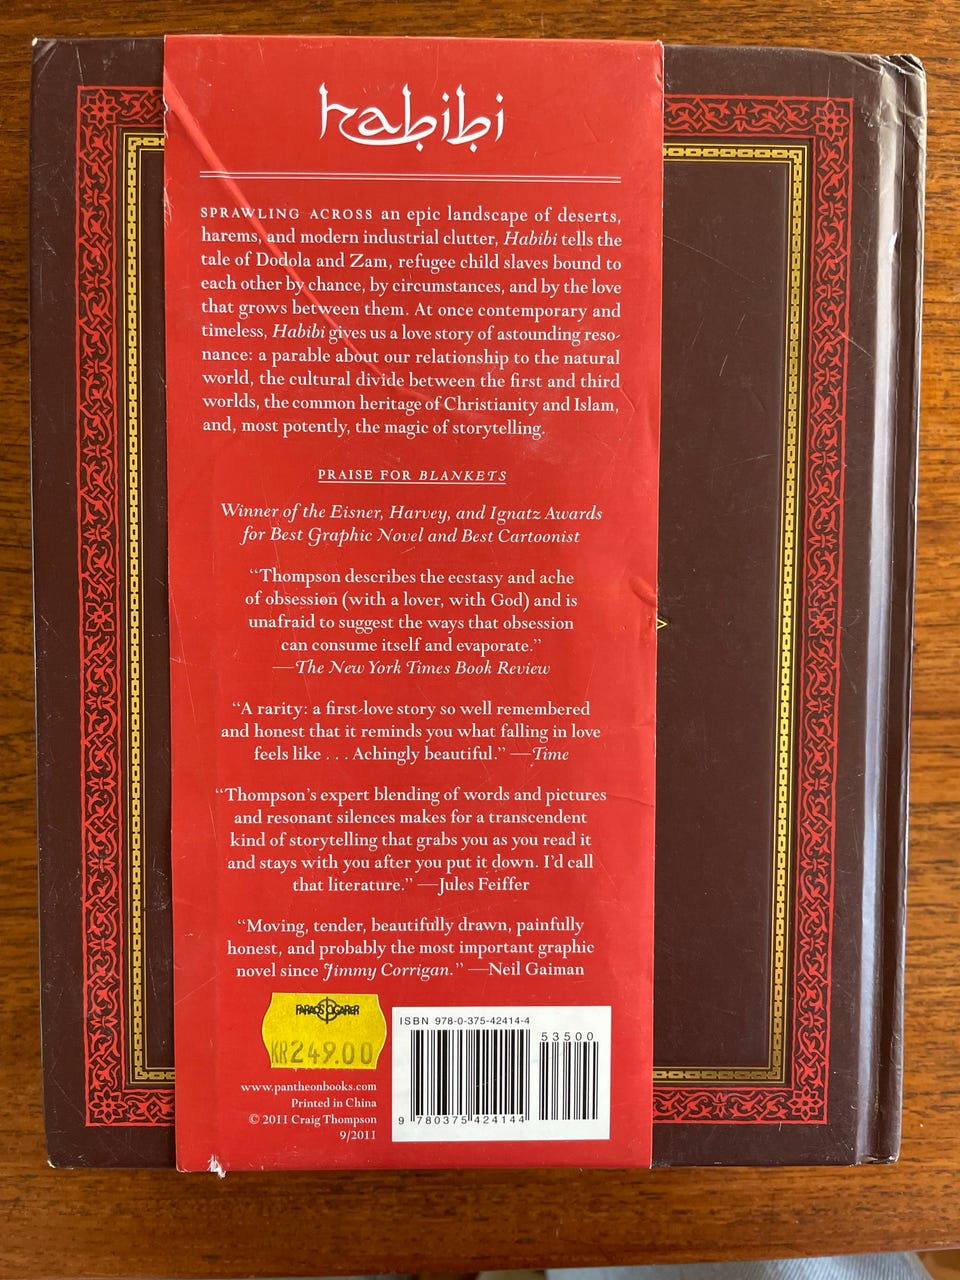 habibi
SPRAWLING ACROSS an epic landscape of deserts,
harems, and modern industrial clutter, Habibi tells the
tale of Dodola and Zam, refugee child slaves bound to
each other by chance, by circumstances, and by the love
that grows between them. At once contemporary and
timeless, Habibi gives us a love story of astounding reso-
nance: a parable about our relationship to the natural
world, the cultural divide between the first and third
worlds, the common heritage of Christianity and Islam,
and, most potently, the magic of storytelling.
PRAISE FOR BLANKETS
Winner of the Eisner, Harvey, and Ignatz Awards
for Best Graphic Novel and Best Cartoonist
“Thompson describes the ecstasy and ache
of obsession (with a lover, with God) and is
unafraid to suggest the ways that obsession
can consume itself and evaporate.”
—The New York Times Book Review
“A rarity: a first-love story so well remembered
and honest that it reminds you what falling in love
feels like . . . Achingly beautiful.” —Time
“Thompson’s expert blending of words and pictures
and resonant silences makes for a transcendent
kind of storytelling that grabs you as you read it
and stays with you after you put it down. I’d call
that literature.” —Jules Feiffer
“Moving, tender, beautifully drawn, painfully
honest, and probably the most important graphic
novel since Jimmy Corrigan.” —Neil Gaiman
FARAOS CIGARER
KR249.00
www.pantheonbooks.com
Printed in China
© 2011 Craig Thompson
9/2011
ISBN 978-0-375-42414-4
53500
9 780375 424144